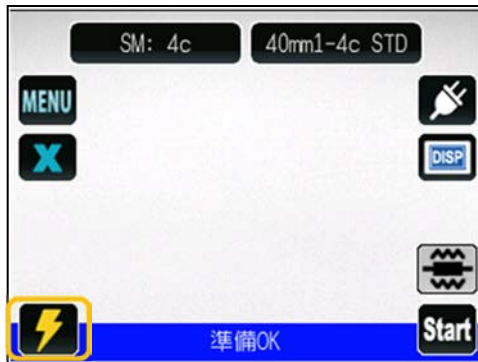 SM: 4c
40mm1-4c STD
MENU
X
DISP
準備OK
Start